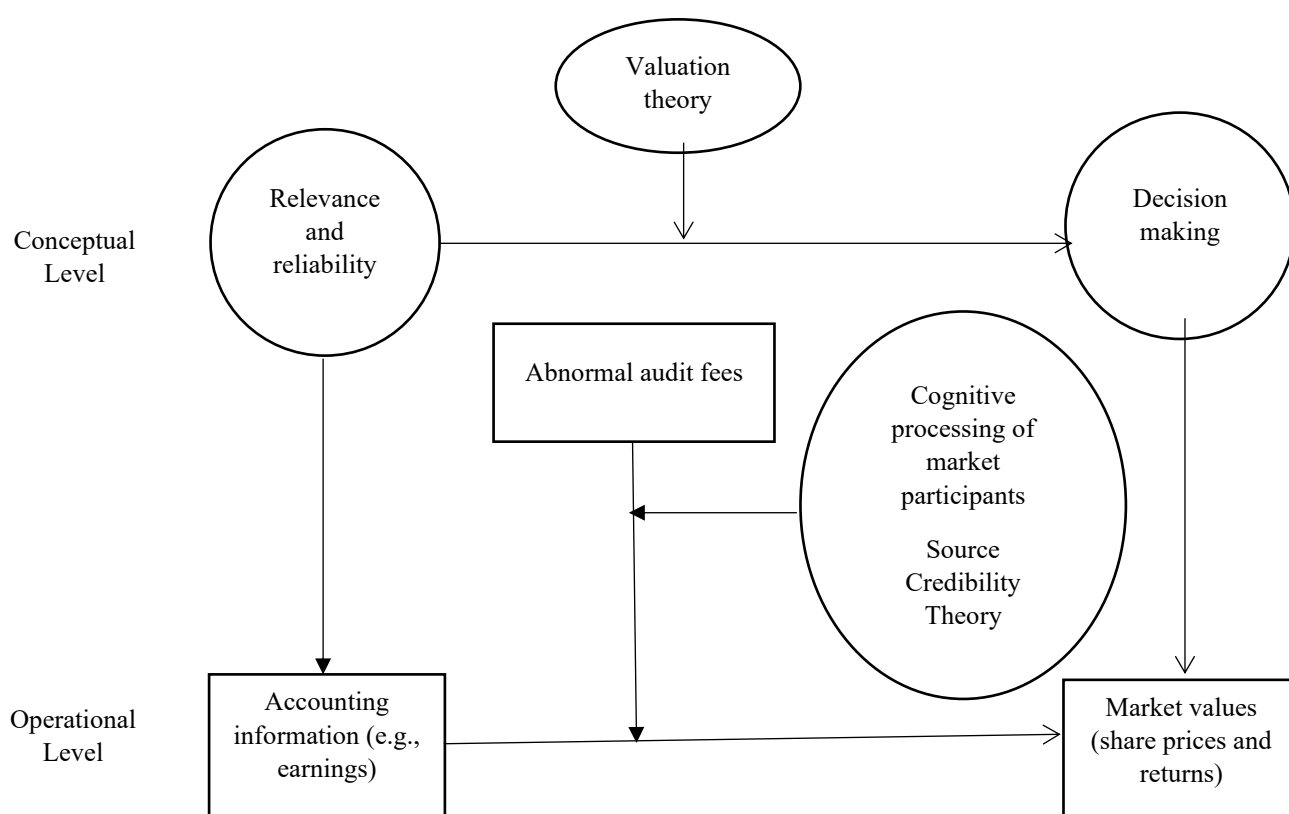 Valuation
theory
Relevance
and
reliability
Decision
making
Conceptual
Level
Abnormal audit fees
Cognitive
processing of
market
participants
Source
Credibility
Theory
Operational
Level
Accounting
information (e.g.,
earnings)
Market values
(share prices and
returns)